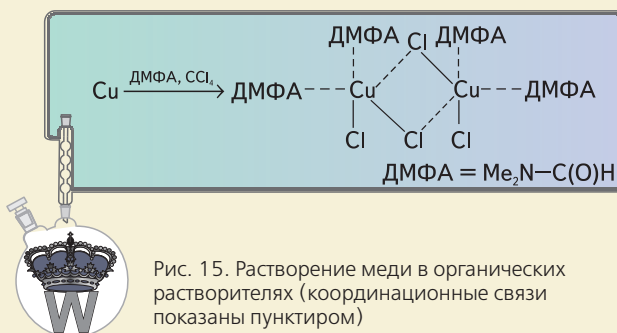 ДМФА Cl ДМФА
Cu ДМФА, CCl₄ ДМФА Cu Cu ДМФА
Cl Cl Cl
ДМФА = Me₂N—C(O)H
W
Рис. 15. Растворение меди в органических
растворителях (координационные связи
показаны пунктиром)